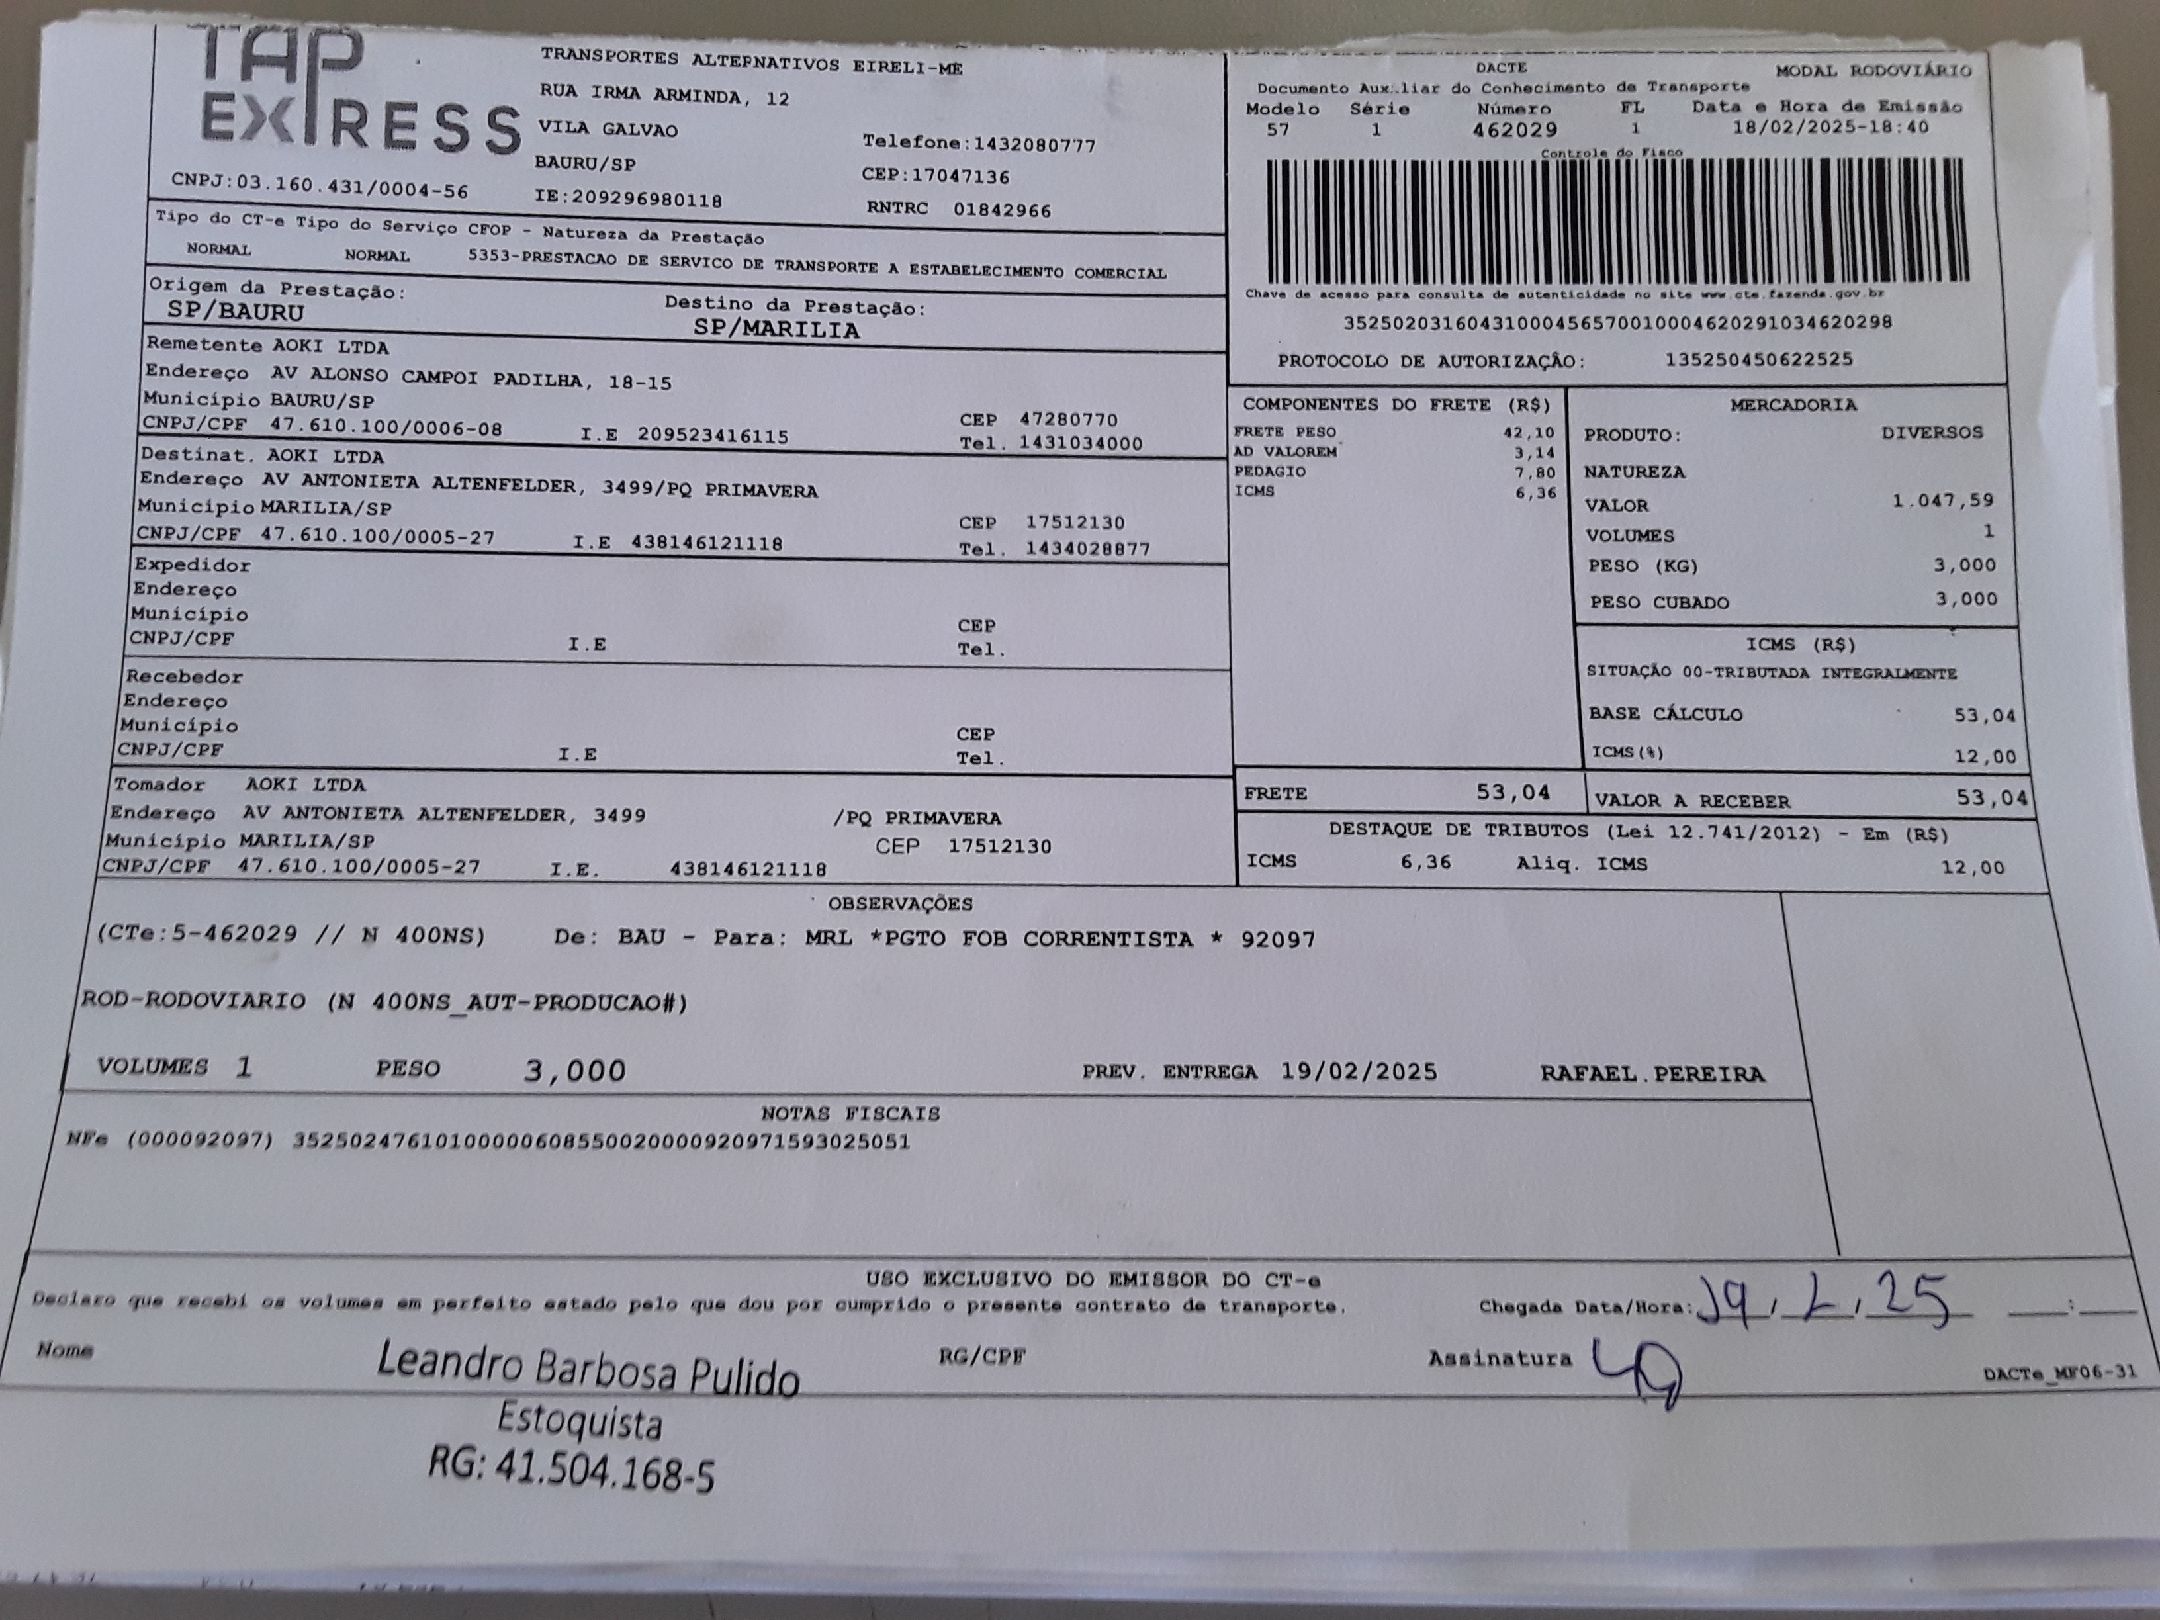 TAP EXPRESS
TRANSPORTES ALTERNATIVOS EIRELI-ME
RUA IRMA ARMINDA, 12
VILA GALVAO
Telefone:1432080777
BAURU/SP
CEP:17047136
CNPJ:03.160.431/0004-56
IE:209296980118
RNTRC 01842966
DACTE MODAL RODOVIÁRIO
Documento Auxiliar do Conhecimento de Transporte
Modelo Série Número FL Data e Hora de Emissão
57 1 462029 1 18/02/2025-18:40
Controle do Fisco
Chave de acesso para consulta de autenticidade no site www.cte.fazenda.gov.br
35250203160431000456570010004620291034620298
PROTOCOLO DE AUTORIZAÇÃO: 135250450622525
Tipo do CT-e Tipo do Serviço CFOP - Natureza da Prestação
NORMAL NORMAL 5353-PRESTACAO DE SERVICO DE TRANSPORTE A ESTABELECIMENTO COMERCIAL
Origem da Prestação: Destino da Prestação:
SP/BAURU SP/MARILIA
Remetente AOKI LTDA
Endereço AV ALONSO CAMPOI PADILHA, 18-15
Município BAURU/SP CEP 47280770
CNPJ/CPF 47.610.100/0006-08 I.E 209523416115 Tel. 1431034000
Destinat. AOKI LTDA
Endereço AV ANTONIETA ALTENFELDER, 3499/PQ PRIMAVERA
Município MARILIA/SP CEP 17512130
CNPJ/CPF 47.610.100/0005-27 I.E 438146121118 Tel. 1434028877
Expedidor
Endereço
Município CEP
CNPJ/CPF I.E Tel.
Recebedor
Endereço
Município CEP
CNPJ/CPF I.E Tel.
Tomador AOKI LTDA
Endereço AV ANTONIETA ALTENFELDER, 3499 /PQ PRIMAVERA
Município MARILIA/SP CEP 17512130
CNPJ/CPF 47.610.100/0005-27 I.E. 438146121118
COMPONENTES DO FRETE (R$)
FRETE PESO 42,10
AD VALOREM 3,14
PEDAGIO 7,80
ICMS 6,36
MERCADORIA
PRODUTO: DIVERSOS
NATUREZA
VALOR 1.047,59
VOLUMES 1
PESO (KG) 3,000
PESO CUBADO 3,000
ICMS (R$)
SITUAÇÃO 00-TRIBUTADA INTEGRALMENTE
BASE CÁLCULO 53,04
ICMS(%) 12,00
FRETE 53,04 VALOR A RECEBER 53,04
DESTAQUE DE TRIBUTOS (Lei 12.741/2012) - Em (R$)
ICMS 6,36 Aliq. ICMS 12,00
OBSERVAÇÕES
(CTe:5-462029 // N 400NS) De: BAU - Para: MRL *PGTO FOB CORRENTISTA * 92097
ROD-RODOVIARIO (N 400NS_AUT-PRODUCAO#)
VOLUMES 1 PESO 3,000 PREV. ENTREGA 19/02/2025 RAFAEL.PEREIRA
NOTAS FISCAIS
NFe (000092097) 35250247610100000608550020000920971593025051
USO EXCLUSIVO DO EMISSOR DO CT-e
Declaro que recebi os volumes em perfeito estado pelo que dou por cumprido o presente contrato de transporte.
Chegada Data/Hora: 19/2/25 __:__
Nome RG/CPF Assinatura
DACTe_MF06-31
Leandro Barbosa Pulido
Estoquista
RG: 41.504.168-5